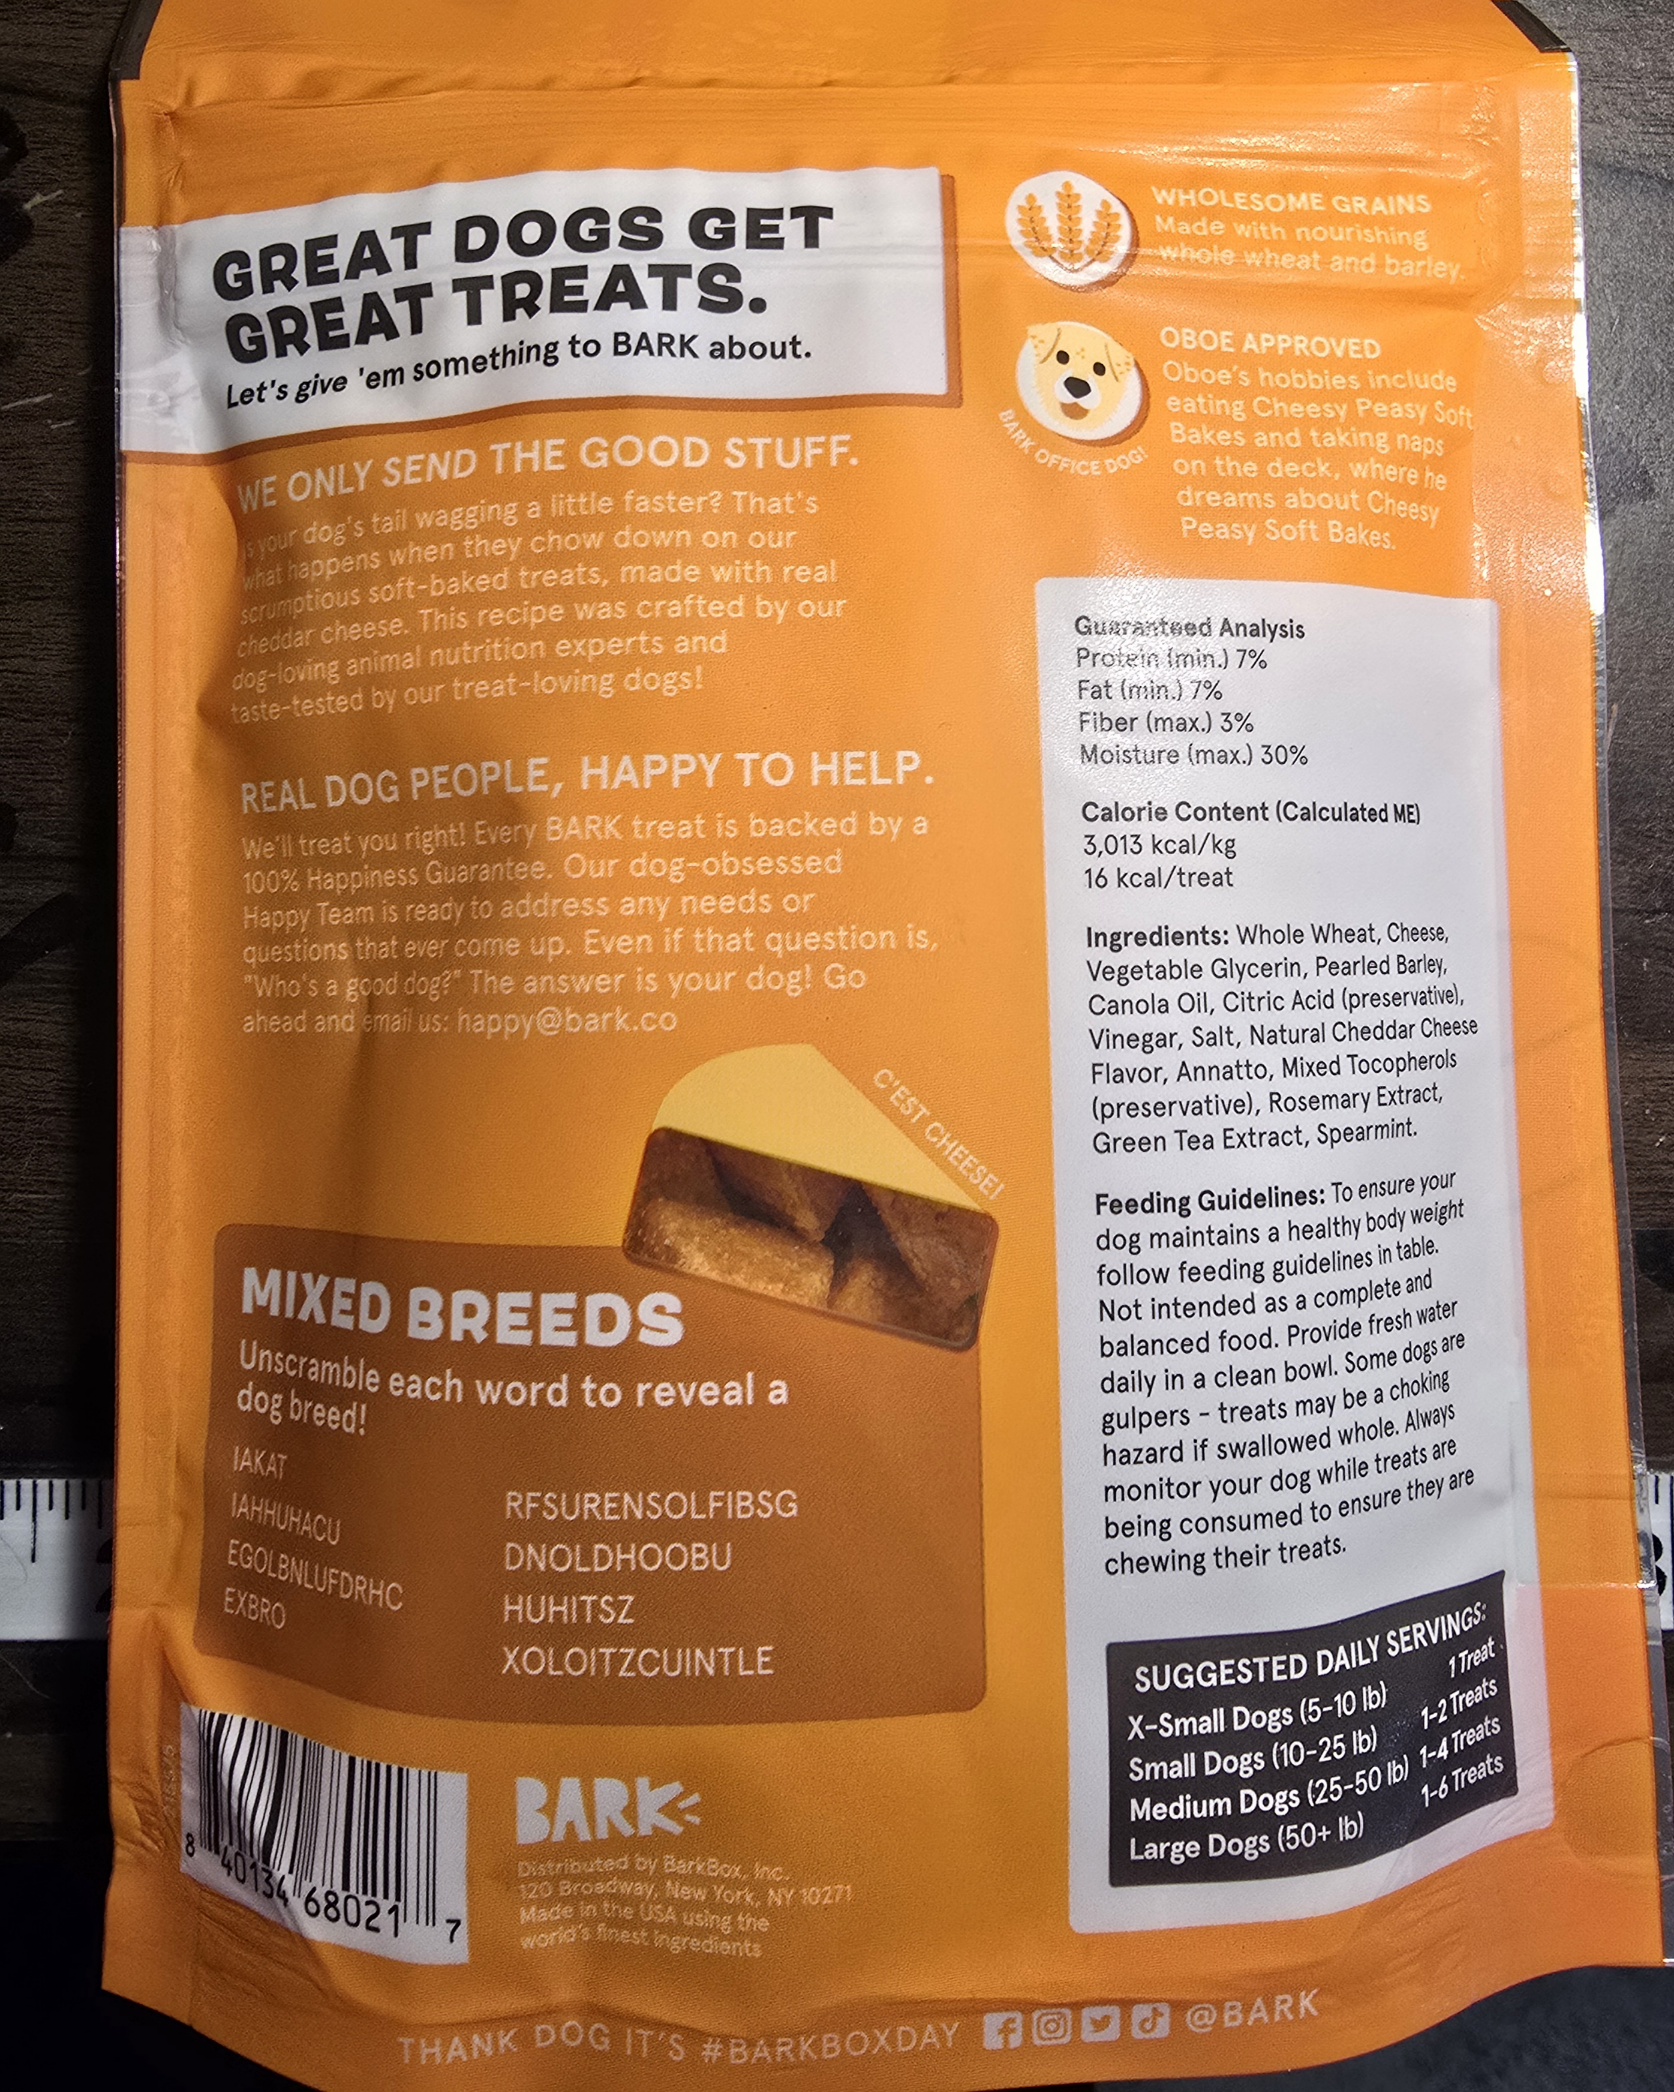 GREAT DOGS GET
GREAT TREATS.
Let's give 'em something to BARK about.
WE ONLY SEND THE GOOD STUFF.
Is your dog's tail wagging a little faster? That's
what happens when they chow down on our
scrumptious soft-baked treats, made with real
cheddar cheese. This recipe was crafted by our
dog-loving animal nutrition experts and
taste-tested by our treat-loving dogs!
REAL DOG PEOPLE, HAPPY TO HELP.
We'll treat you right! Every BARK treat is backed by a
100% Happiness Guarantee. Our dog-obsessed
Happy Team is ready to address any needs or
questions that ever come up. Even if that question is,
"Who's a good dog?" The answer is your dog! Go
ahead and email us: happy@bark.co
C'EST CHEESE!
MIXED BREEDS
Unscramble each word to reveal a
dog breed!
IAKAT
IAHHUHACU
EGOLBNLUFDRHC
EXBRO
RFSURENSOLFIBSG
DNOLDHOOBU
HUHITSZ
XOLOITZCUINTLE
8 40134 68021 7
BARK
Distributed by BarkBox, Inc.
120 Broadway, New York, NY 10271
Made in the USA using the
world's finest ingredients
WHOLESOME GRAINS
Made with nourishing
whole wheat and barley.
BARK OFFICE DOG!
OBOE APPROVED
Oboe's hobbies include
eating Cheesy Peasy Soft
Bakes and taking naps
on the deck, where he
dreams about Cheesy
Peasy Soft Bakes.
Guaranteed Analysis
Protein (min.) 7%
Fat (min.) 7%
Fiber (max.) 3%
Moisture (max.) 30%
Calorie Content (Calculated ME)
3,013 kcal/kg
16 kcal/treat
Ingredients: Whole Wheat, Cheese,
Vegetable Glycerin, Pearled Barley,
Canola Oil, Citric Acid (preservative),
Vinegar, Salt, Natural Cheddar Cheese
Flavor, Annatto, Mixed Tocopherols
(preservative), Rosemary Extract,
Green Tea Extract, Spearmint.
Feeding Guidelines: To ensure your
dog maintains a healthy body weight
follow feeding guidelines in table.
Not intended as a complete and
balanced food. Provide fresh water
daily in a clean bowl. Some dogs are
gulpers - treats may be a choking
hazard if swallowed whole. Always
monitor your dog while treats are
being consumed to ensure they are
chewing their treats.
SUGGESTED DAILY SERVINGS:
X-Small Dogs (5-10 lb) 1 Treat
Small Dogs (10-25 lb) 1-2 Treats
Medium Dogs (25-50 lb) 1-4 Treats
Large Dogs (50+ lb) 1-6 Treats
THANK DOG IT'S #BARKBOXDAY @BARK